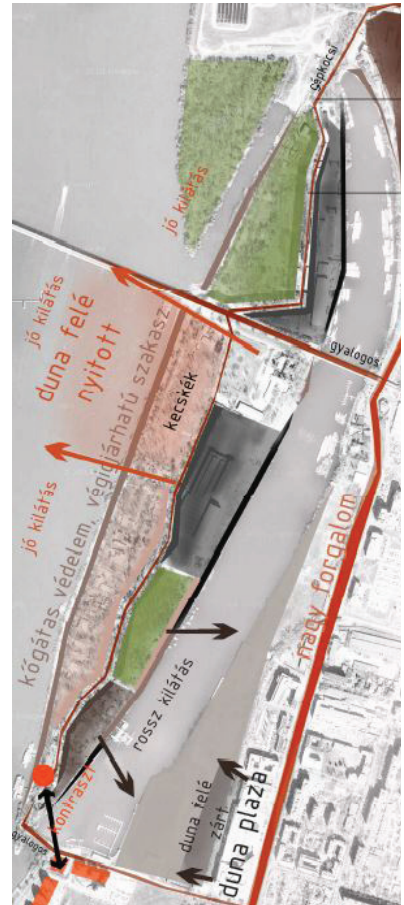 gépkocsi
jó kilátás
jó kilátás
duna felé
nyitott
jó kilátás
kőgátas védelem, végigjárható szakasz
kecskék
gyalogos
nagy forgalom
rossz kilátás
duna felé
zárt
duna plaza
kontraszt
gyalogos